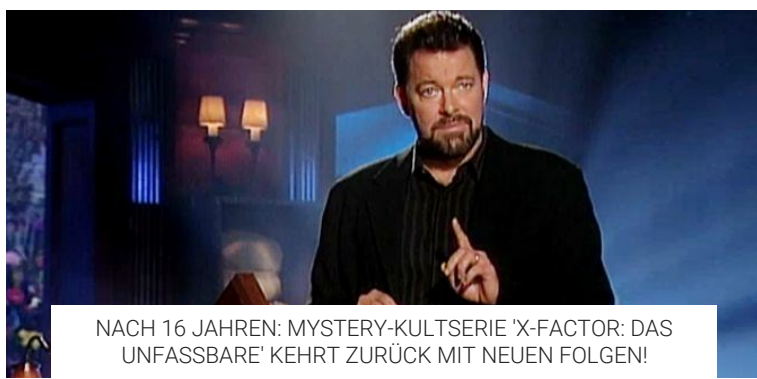 NACH 16 JAHREN: MYSTERY-KULTSERIE 'X-FACTOR: DAS
UNFASSBARE' KEHRT ZURÜCK MIT NEUEN FOLGEN!